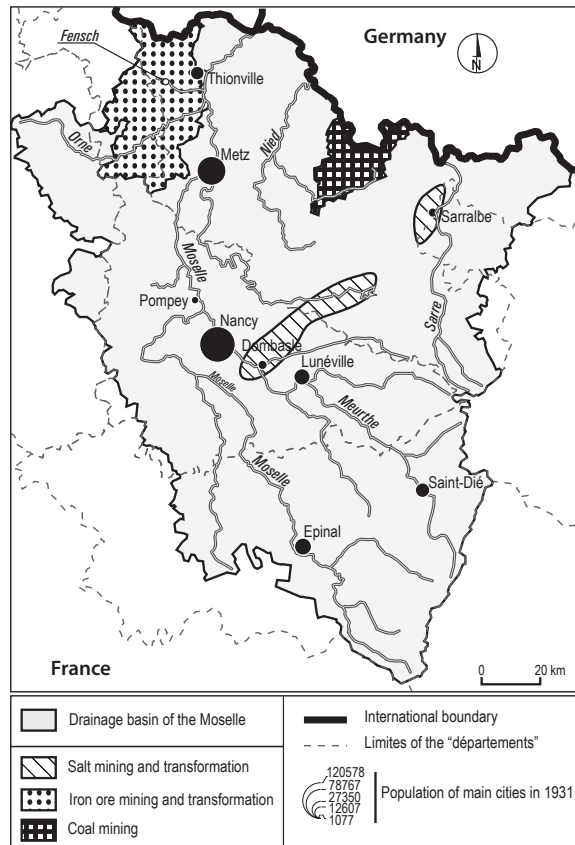 Germany
N
Fensch
Thionville
Orne
Nied
Metz
Sarralbe
Moselle
Pompey
Nancy
Sarre
Dombasle
Lunéville
Moselle
Meurthe
Moselle
Saint-Dié
Epinal
France
0 20 km
Drainage basin of the Moselle
Salt mining and transformation
Iron ore mining and transformation
Coal mining
International boundary
Limites of the “départements”
120578
78767
27350
12607
1077
Population of main cities in 1931